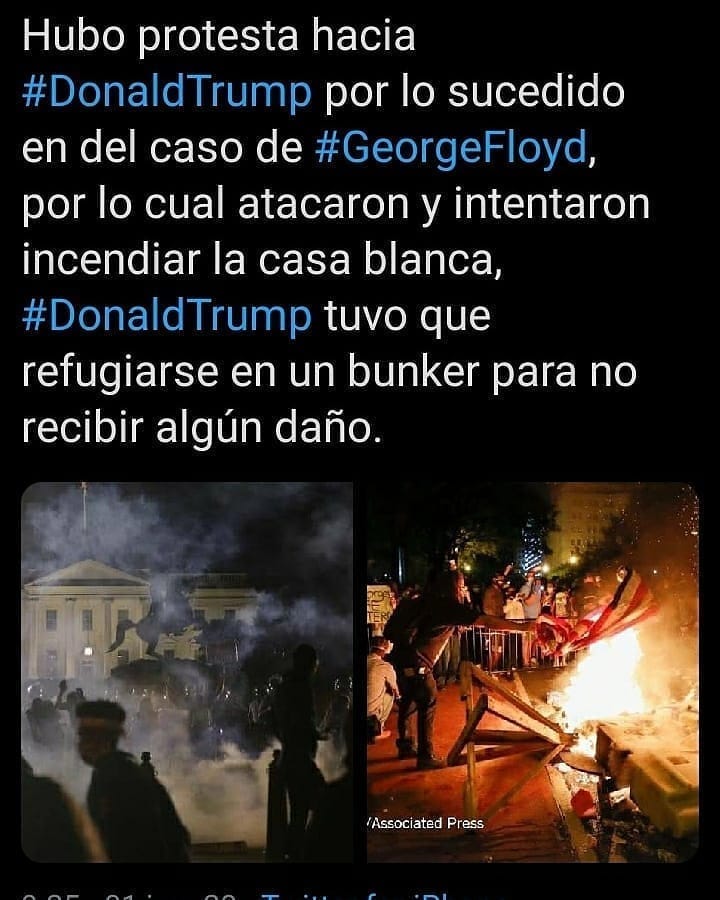 Hubo protesta hacia
#DonaldTrump por lo sucedido
en del caso de #GeorgeFloyd,
por lo cual atacaron y intentaron
incendiar la casa blanca,
#DonaldTrump tuvo que
refugiarse en un bunker para no
recibir algún daño.
/Associated Press